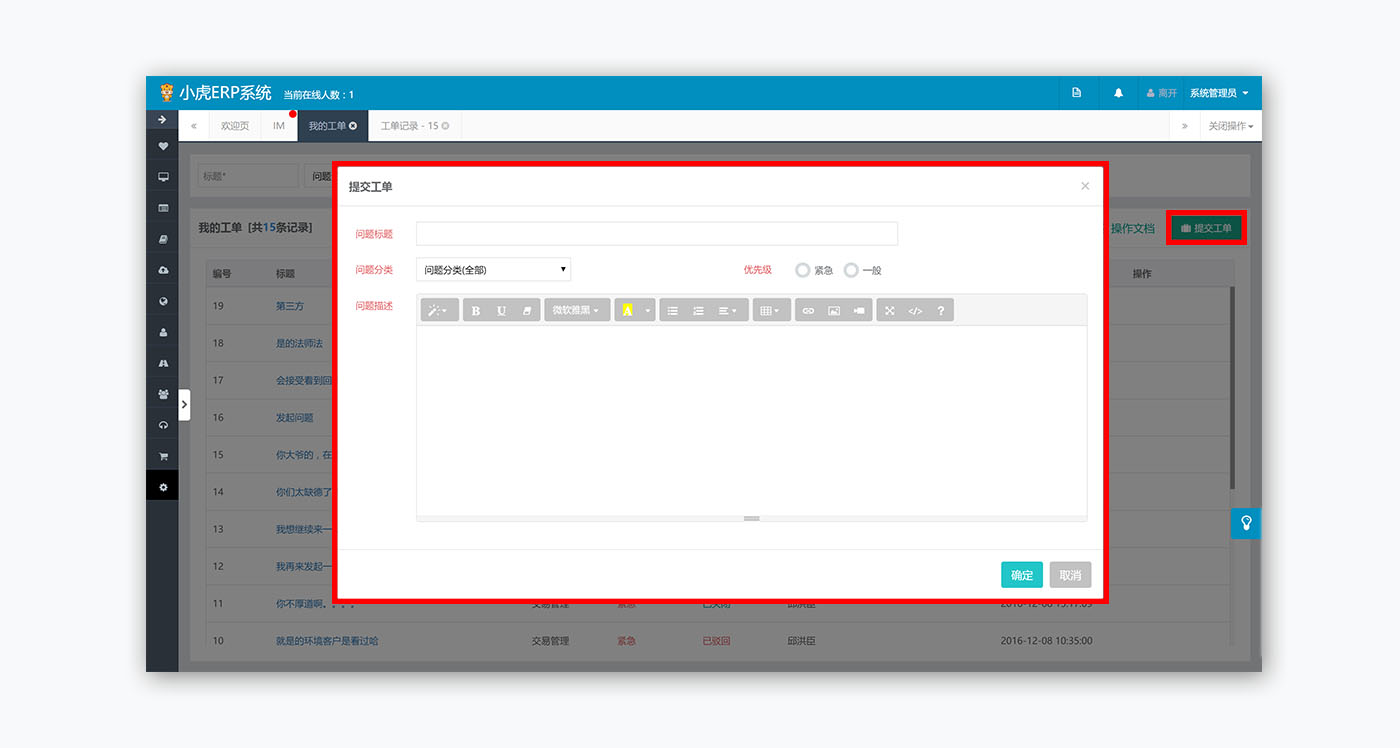 小虎ERP系统 当前在线人数：1 离开 系统管理员
« 欢迎页 IM 我的工单 工单记录 - 15 » 关闭操作
标题* 问题
提交工单 ×
我的工单 [共15条记录] 操作文档 提交工单
问题标题
问题分类 问题分类(全部) 优先级 紧急 一般
问题描述 B U 微软雅黑 A </> ?
编号 标题 操作
19 第三方
18 是的法师法
17 会接受看到回
16 发起问题
15 你大爷的，在
14 你们太缺德了
13 我想继续来一
12 我再来发起一
确定 取消
11 你不厚道啊。。。。 交易管理 紧急 已关闭 邱洪臣
10 就是的环境客户是看过哈 交易管理 紧急 已驳回 邱洪臣 2016-12-08 10:35:00